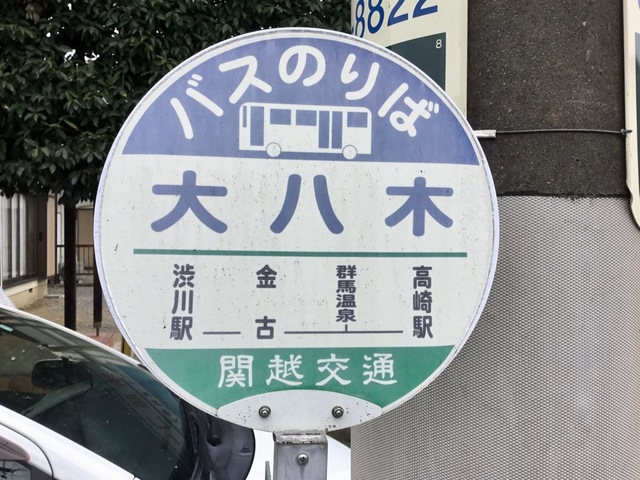 8822
8
バスのりば
大八木
高崎駅
群馬温泉
金古
渋川駅
関越交通